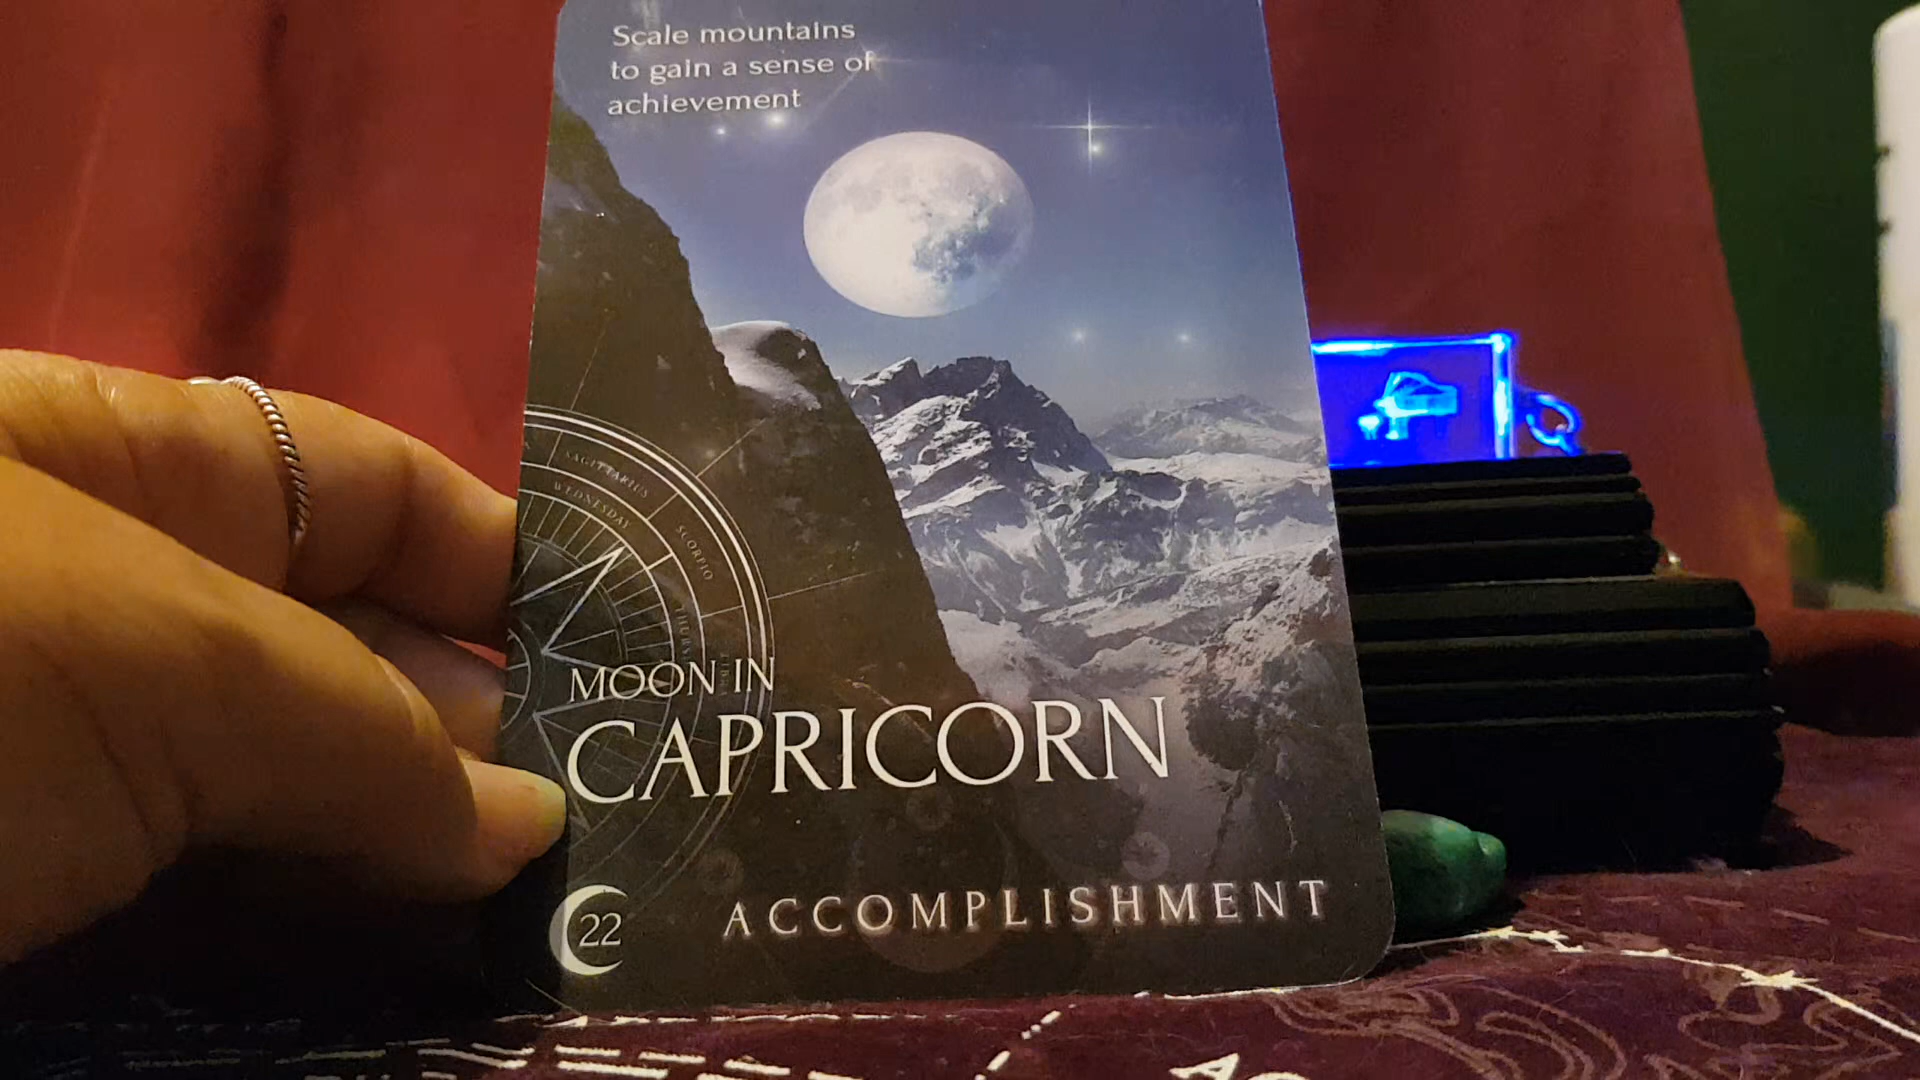 Scale mountains
to gain a sense of
achievement
SAGITTARIUS
WEDNESDAY
SCORPIO
MOON IN
CAPRICORN
22
ACCOMPLISHMENT